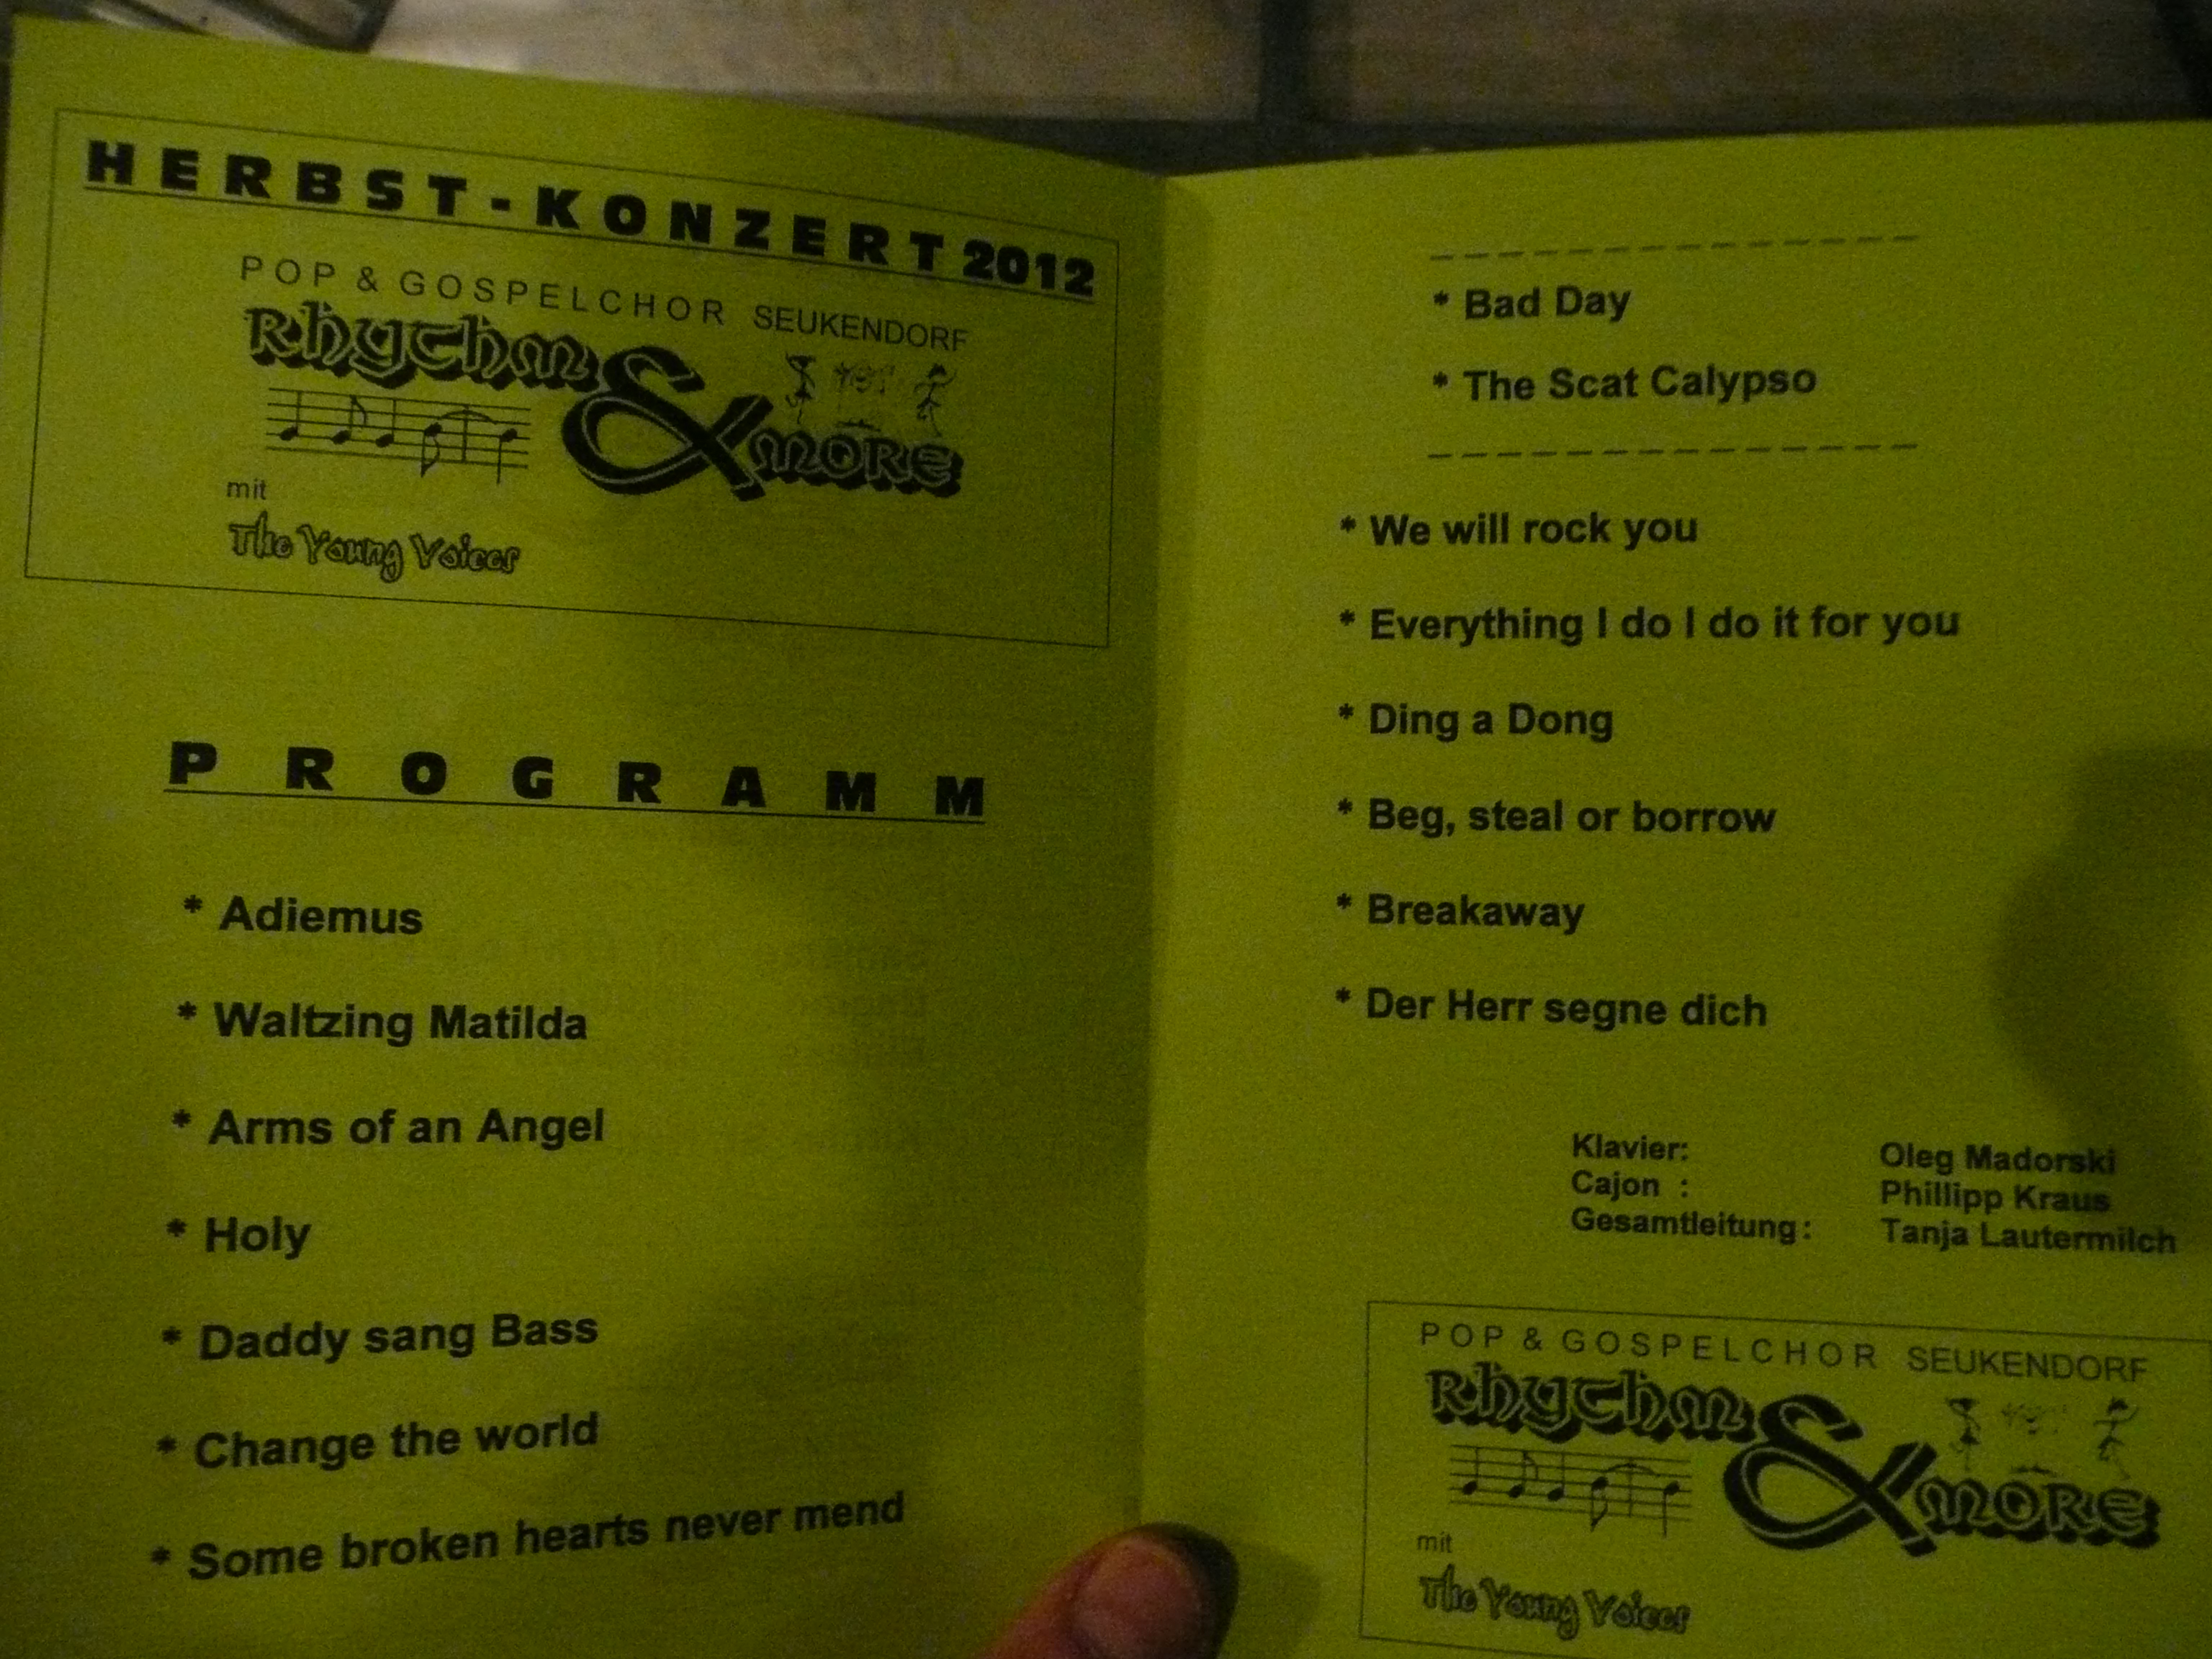 HERBST-KONZERT 2012
POP & GOSPELCHOR SEUKENDORF
Rhythm
& MORE
mit
The Young Voices
PROGRAMM
* Adiemus
* Waltzing Matilda
* Arms of an Angel
* Holy
* Daddy sang Bass
* Change the world
* Some broken hearts never mend
_ _ _ _ _ _ _ _ _ _ _ _ _ _ _ _ _ _
* Bad Day
* The Scat Calypso
_ _ _ _ _ _ _ _ _ _ _ _ _ _ _ _ _ _
* We will rock you
* Everything I do I do it for you
* Ding a Dong
* Beg, steal or borrow
* Breakaway
* Der Herr segne dich
Klavier: Oleg Madorski
Cajon : Phillipp Kraus
Gesamtleitung: Tanja Lautermilch
POP & GOSPELCHOR SEUKENDORF
Rhythm
& MORE
mit
The Young Voices